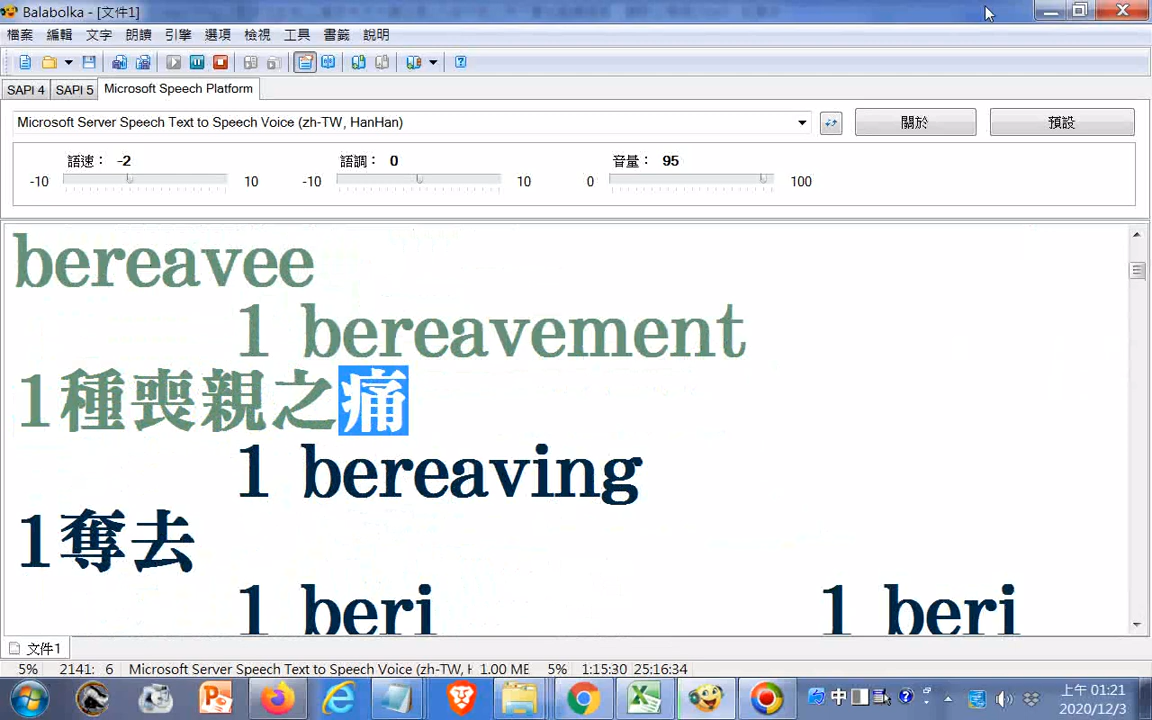 Balabolka - [文件1]
檔案 編輯 文字 朗讀 引擎 選項 檢視 工具 書籤 說明
SAPI 4 SAPI 5 Microsoft Speech Platform
Microsoft Server Speech Text to Speech Voice (zh-TW, HanHan) 關於 預設
語速： -2 語調： 0 音量： 95
-10 10 -10 10 0 100
bereavee
1 bereavement
1種喪親之痛
1 bereaving
1奪去
1 beri 1 beri
文件1
5% 2141: 6 Microsoft Server Speech Text to Speech Voice (zh-TW, H 1.00 ME 5% 1:15:30 25:16:34
中 上午 01:21
2020/12/3